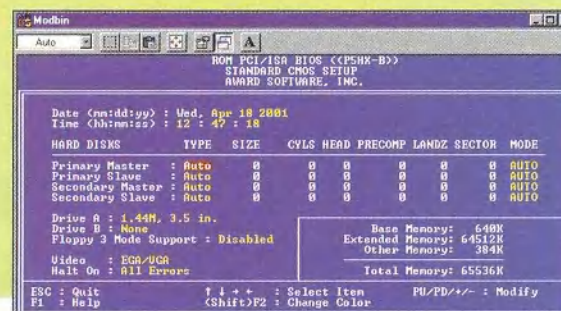 Modbin
Auto
A
ROM PCI/ISA BIOS (<P5HX-B>)
STANDARD CMOS SETUP
AWARD SOFTWARE, INC.
Date (mm:dd:yy) : Wed, Apr 18 2001
Time (hh:mm:ss) : 12 : 47 : 18
HARD DISKS TYPE SIZE CYLS HEAD PRECOMP LANDZ SECTOR MODE
Primary Master : Auto 0 0 0 0 0 0 AUTO
Primary Slave : Auto 0 0 0 0 0 0 AUTO
Secondary Master : Auto 0 0 0 0 0 0 AUTO
Secondary Slave : Auto 0 0 0 0 0 0 AUTO
Drive A : 1.44M, 3.5 in.
Drive B : None
Floppy 3 Mode Support : Disabled
Video : EGA/VGA
Halt On : All Errors
Base Memory: 640K
Extended Memory: 64512K
Other Memory: 384K
Total Memory: 65536K
ESC : Quit ↑ ↓ → ← : Select Item PU/PD/+/- : Modify
F1 : Help (Shift)F2 : Change Color